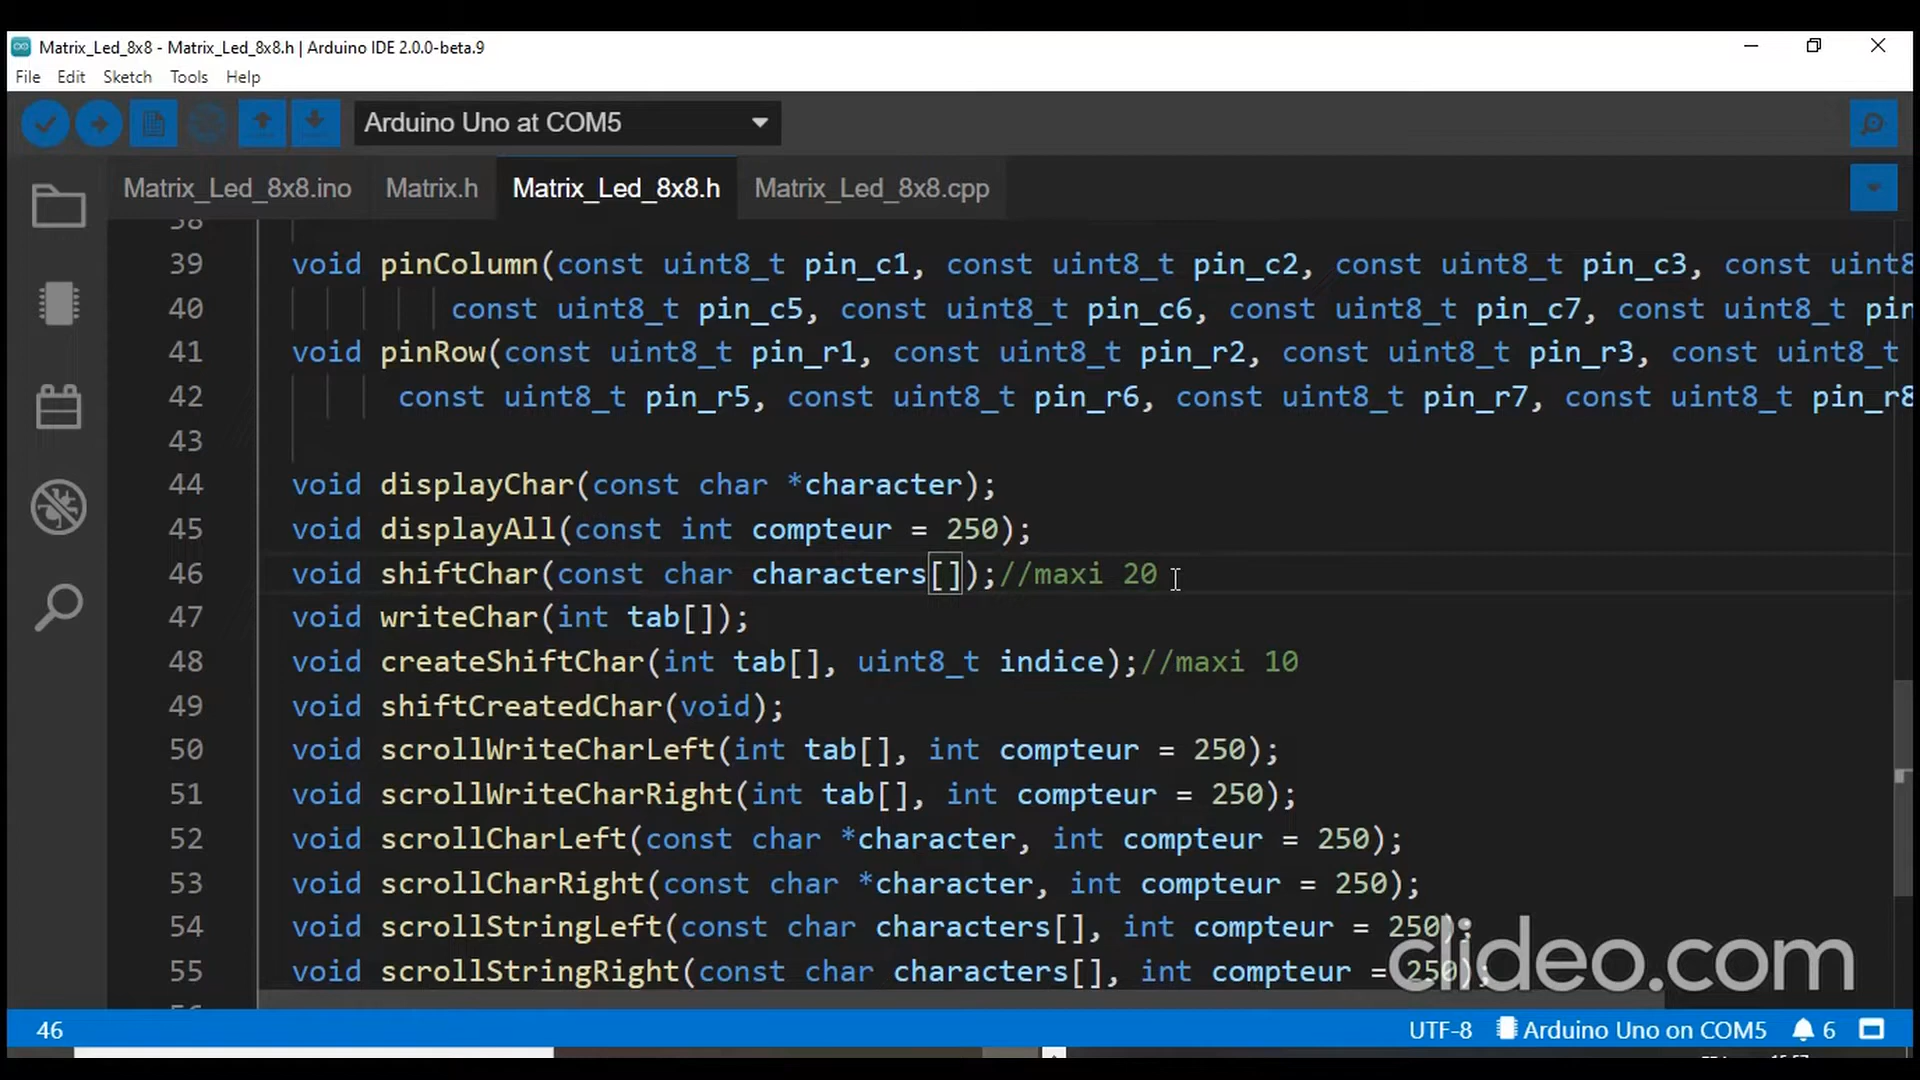 Matrix_Led_8x8 - Matrix_Led_8x8.h | Arduino IDE 2.0.0-beta.9
File Edit Sketch Tools Help
Arduino Uno at COM5
Matrix_Led_8x8.ino Matrix.h Matrix_Led_8x8.h Matrix_Led_8x8.cpp
38
39 void pinColumn(const uint8_t pin_c1, const uint8_t pin_c2, const uint8_t pin_c3, const uint8
40 const uint8_t pin_c5, const uint8_t pin_c6, const uint8_t pin_c7, const uint8_t pin
41 void pinRow(const uint8_t pin_r1, const uint8_t pin_r2, const uint8_t pin_r3, const uint8_t
42 const uint8_t pin_r5, const uint8_t pin_r6, const uint8_t pin_r7, const uint8_t pin_r8
43
44 void displayChar(const char *character);
45 void displayAll(const int compteur = 250);
46 void shiftChar(const char characters[]);//maxi 20
47 void writeChar(int tab[]);
48 void createShiftChar(int tab[], uint8_t indice);//maxi 10
49 void shiftCreatedChar(void);
50 void scrollWriteCharLeft(int tab[], int compteur = 250);
51 void scrollWriteCharRight(int tab[], int compteur = 250);
52 void scrollCharLeft(const char *character, int compteur = 250);
53 void scrollCharRight(const char *character, int compteur = 250);
54 void scrollStringLeft(const char characters[], int compteur = 250);
55 void scrollStringRight(const char characters[], int compteur = 250);
clideo.com
46 UTF-8 Arduino Uno on COM5 6